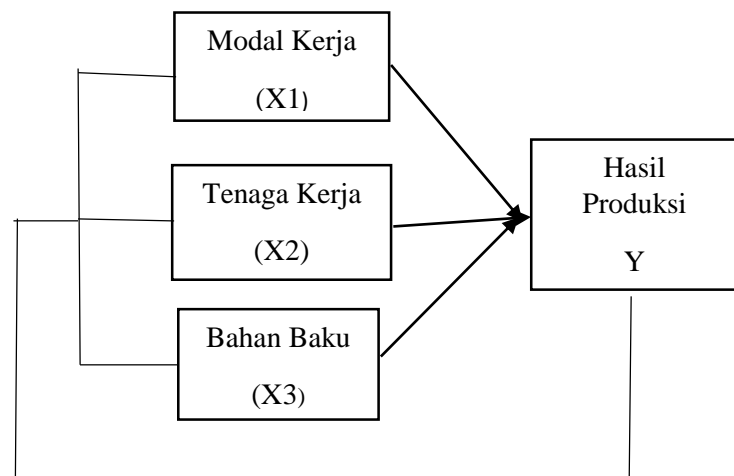 Modal Kerja
(X1)
Tenaga Kerja
(X2)
Bahan Baku
(X3)
Hasil
Produksi
Y